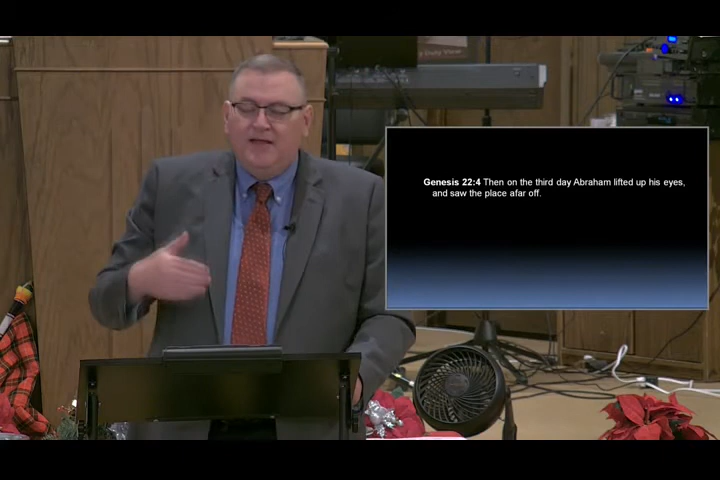 Genesis 22:4 Then on the third day Abraham lifted up his eyes,
and saw the place afar off.